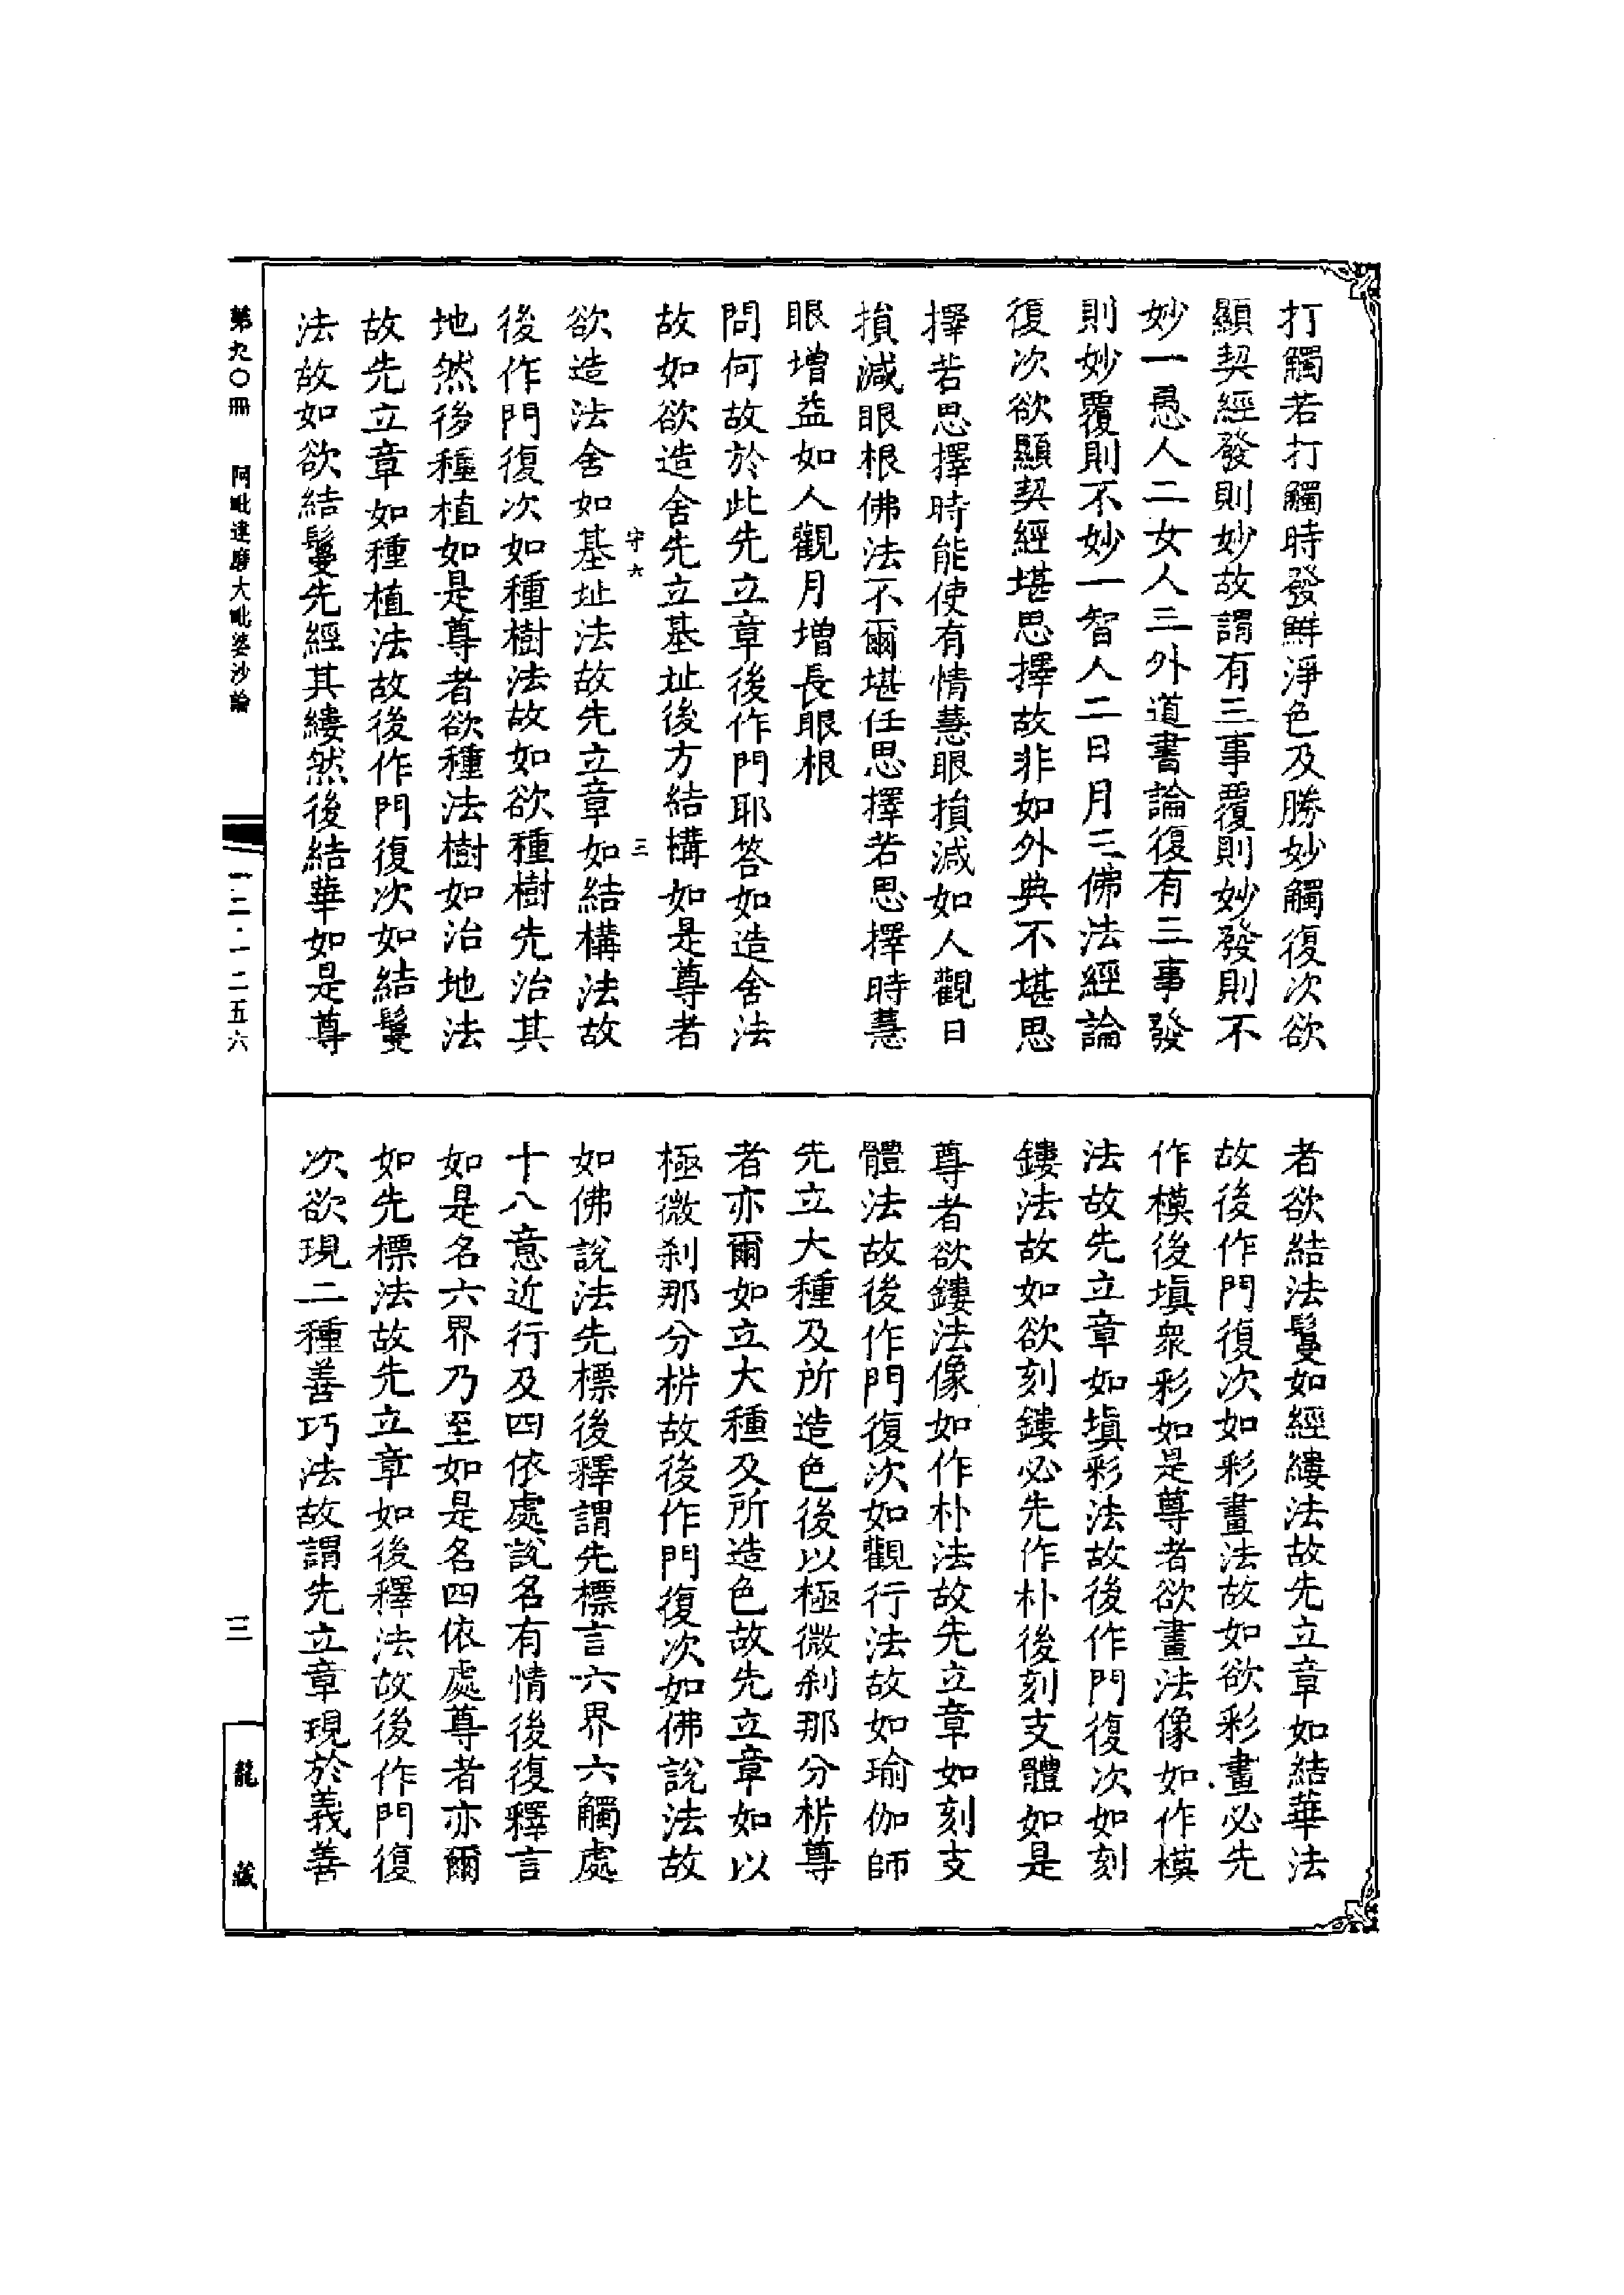 打觸若打觸時發鮮淨色及勝妙觸復次欲
顯契經發則妙故謂有三事覆則妙發則不
妙一愚人二女人三外道書論復有三事發
則妙覆則不妙一智人二日月三佛法經論
復次欲顯契經堪思擇故非如外典不堪思
擇若思擇時能使有情慧眼損減如人觀日
損減眼根佛法不爾堪任思擇若思擇時慧
眼增益如人觀月增長眼根
問何故於此先立章後作門耶答如造舍法
故如欲造舍先立基址後方結構如是尊者
守六 三
欲造法舍如基址法故先立章如結構法故
後作門復次如種樹法故如欲種樹先治其
地然後種植如是尊者欲種法樹如治地法
故先立章如種植法故後作門復次如結鬘
法故如欲結鬘先經其縷然後結華如是尊
者欲結法鬘如經縷法故先立章如結華法
故後作門復次如彩畫法故如欲彩畫必先
作模後填衆彩如是尊者欲畫法像如作模
法故先立章如填彩法故後作門復次如刻
鏤法故如欲刻鏤必先作朴後刻支體如是
尊者欲鏤法像如作朴法故先立章如刻支
體法故後作門復次如觀行法故如瑜伽師
先立大種及所造色後以極微刹那分析尊
者亦爾如立大種及所造色故先立章如以
極微刹那分析故後作門復次如佛說法故
如佛說法先標後釋謂先標言六界六觸處
十八意近行及四依處說名有情後復釋言
如是名六界乃至如是名四依處尊者亦爾
如先標法故先立章如後釋法故後作門復
次欲現二種善巧法故謂先立章現於義善
第九〇冊 阿毗達磨大毗婆沙論
一二·一二五六
三
龍藏